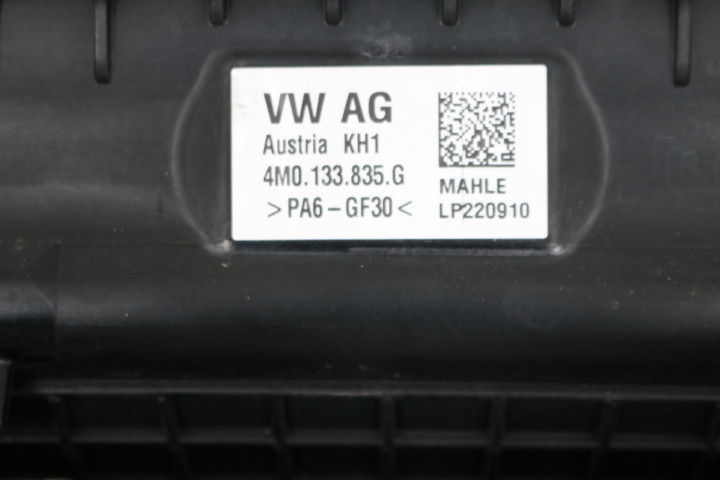 VW AG
Austria KH1
4M0.133.835.G
>PA6-GF30<
MAHLE
LP220910